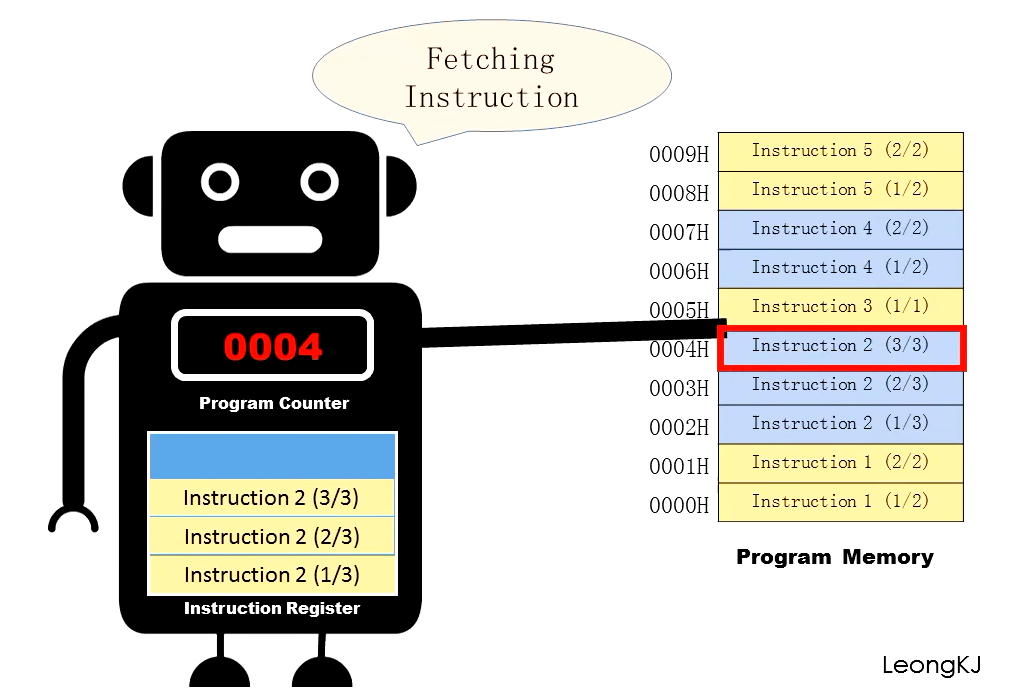 Fetching
Instruction
0004
Program Counter
Instruction 2 (3/3)
Instruction 2 (2/3)
Instruction 2 (1/3)
Instruction Register
0009H Instruction 5 (2/2)
0008H Instruction 5 (1/2)
0007H Instruction 4 (2/2)
0006H Instruction 4 (1/2)
0005H Instruction 3 (1/1)
0004H Instruction 2 (3/3)
0003H Instruction 2 (2/3)
0002H Instruction 2 (1/3)
0001H Instruction 1 (2/2)
0000H Instruction 1 (1/2)
Program Memory
LeongKJ